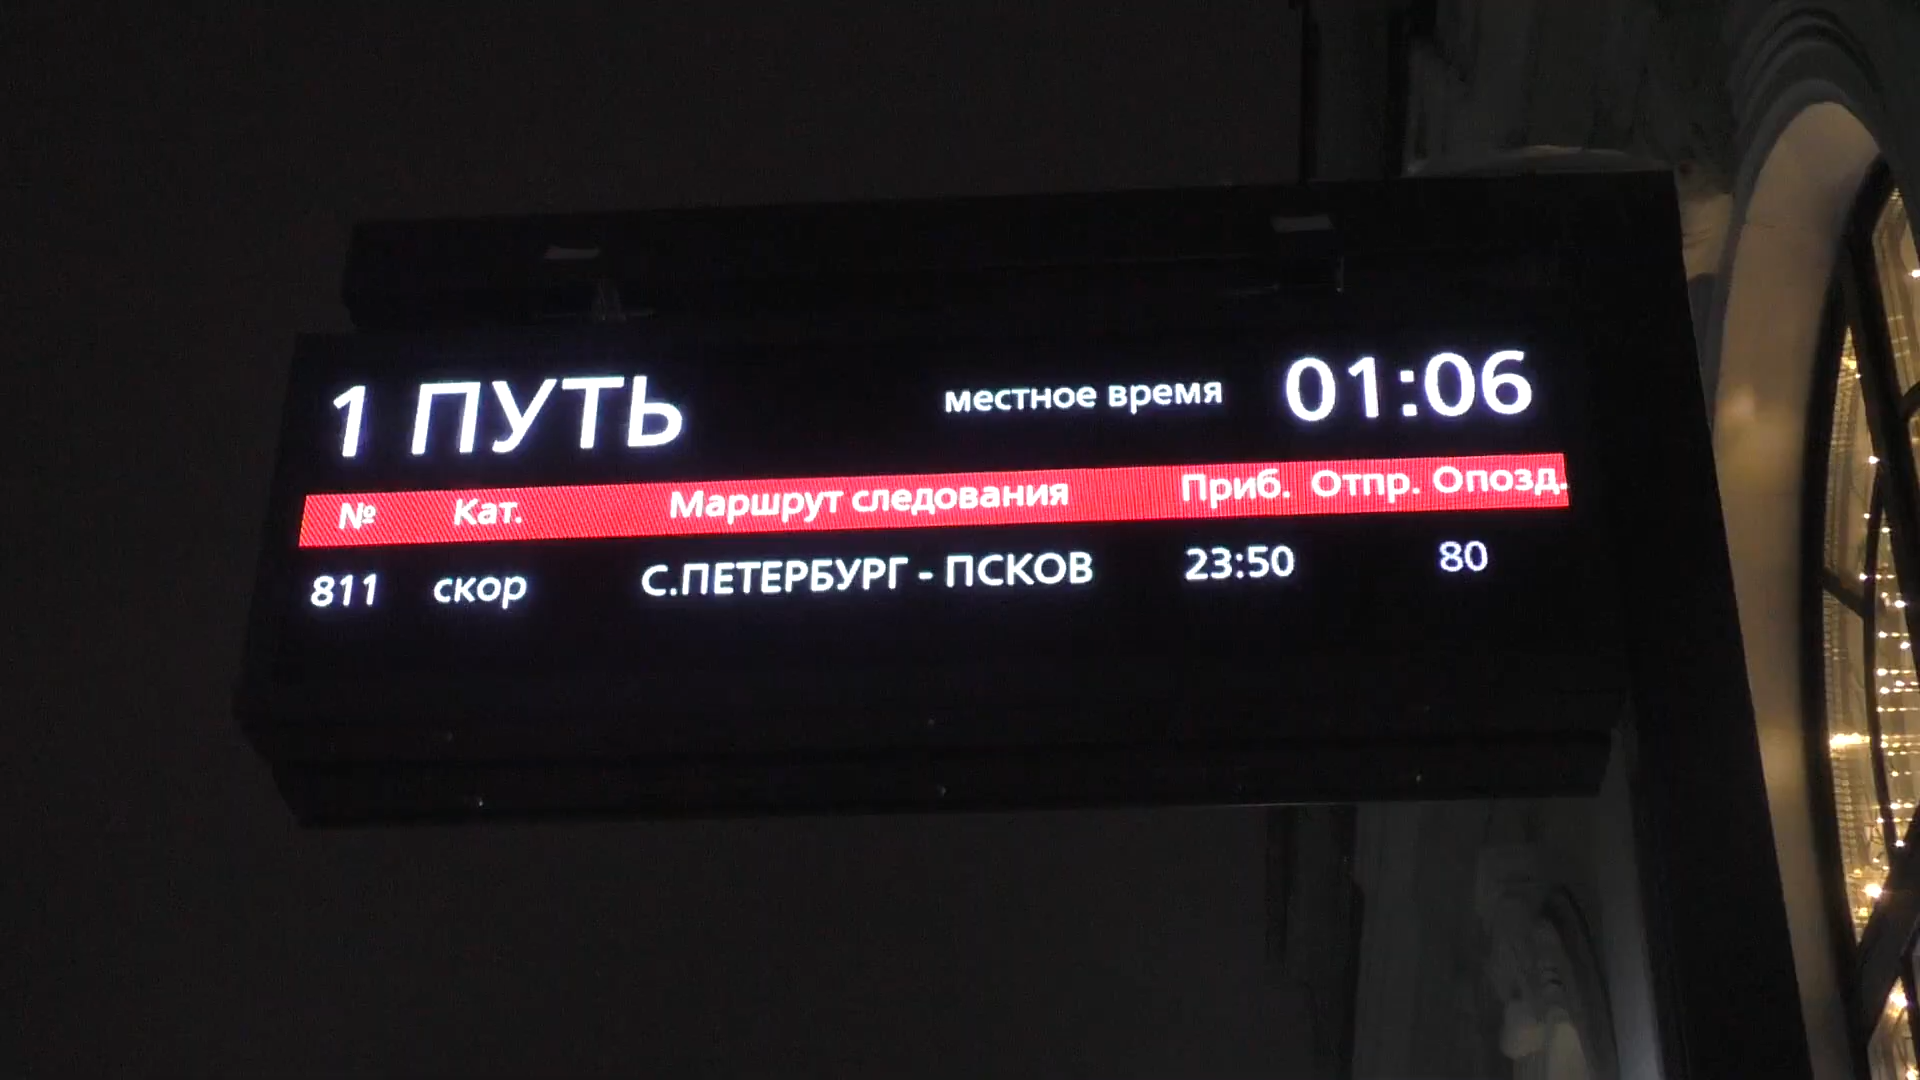 1 ПУТЬ местное время 01:06
№ Кат. Маршрут следования Приб. Отпр. Опозд.
811 скор С.ПЕТЕРБУРГ - ПСКОВ 23:50 80